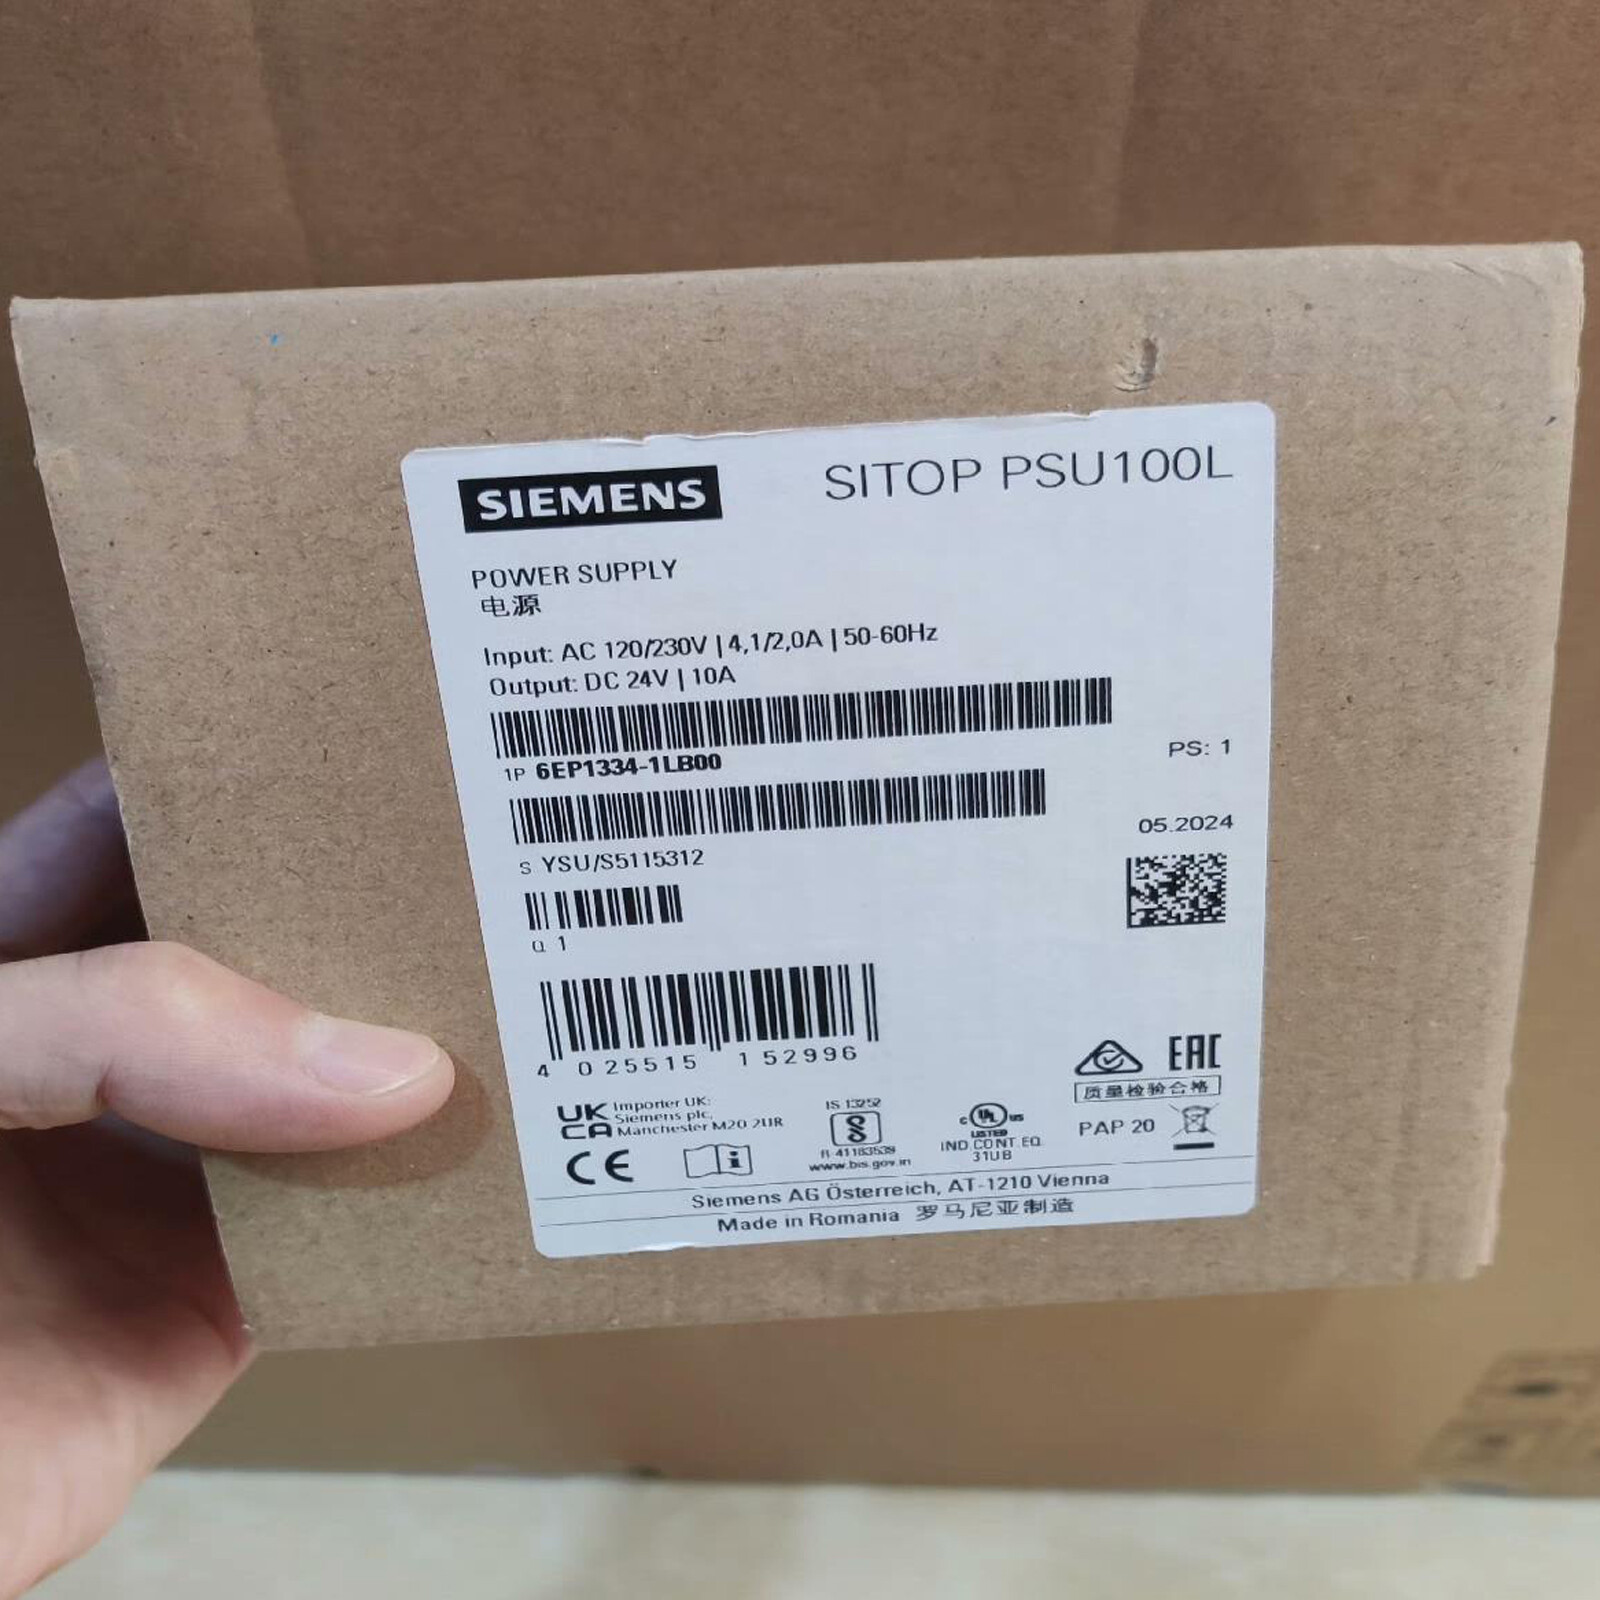 SIEMENS
SITOP PSU100L
POWER SUPPLY
电源
Input: AC 120/230V | 4,1/2,0A | 50-60Hz
Output: DC 24V | 10A
1P 6EP1334-1LB00
PS: 1
05.2024
S YSU/S5115312
Q 1
4 025515 152996
EAC
质量检验合格
UK
CA
Importer UK:
Siemens plc,
Manchester M20 2UR
CE
i
IS 13252
R-41183539
www.bis.gov.in
c UL us
LISTED
IND.CONT.EQ.
31UB
PAP 20
Siemens AG Österreich, AT-1210 Vienna
Made in Romania 罗马尼亚制造